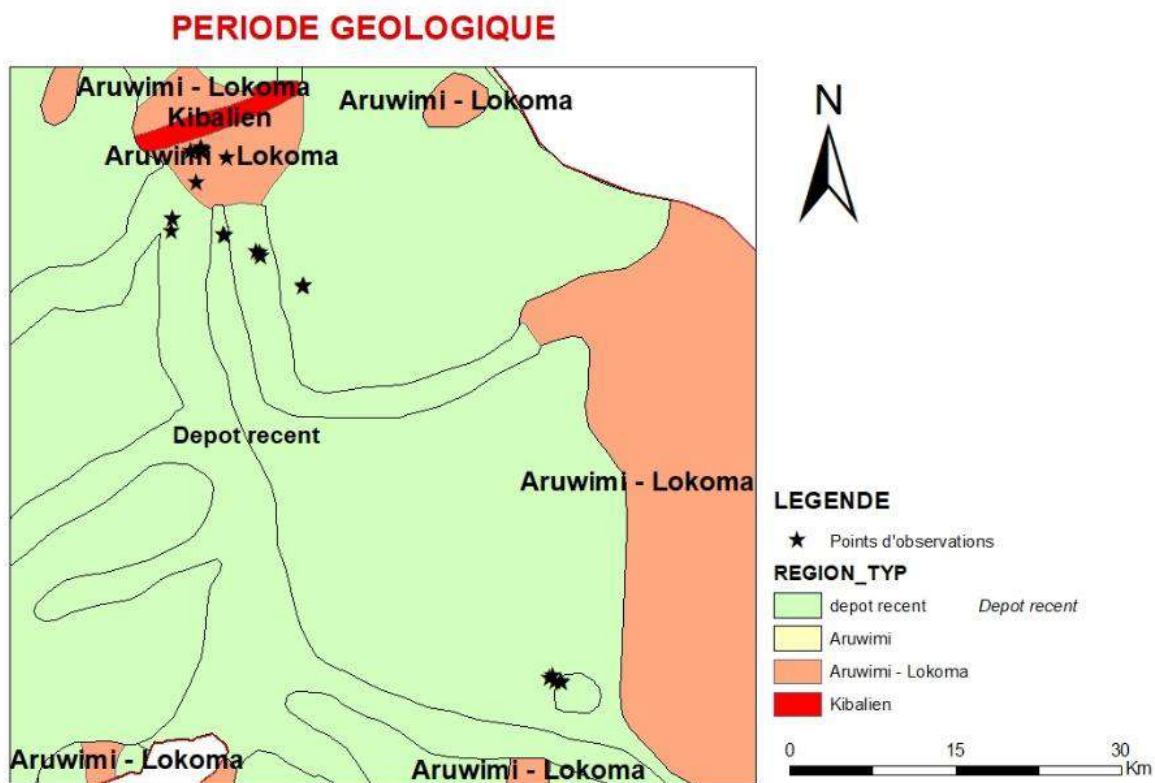 PERIODE GEOLOGIQUE
Aruwimi - Lokoma
Aruwimi - Lokoma
Kibalien
Aruwimi - Lokoma
N
Depot recent
Aruwimi - Lokoma
LEGENDE
Points d'observations
REGION_TYP
depot recent Depot recent
Aruwimi
Aruwimi - Lokoma
Kibalien
Aruwimi - Lokoma
Aruwimi - Lokoma
0 15 30
Km